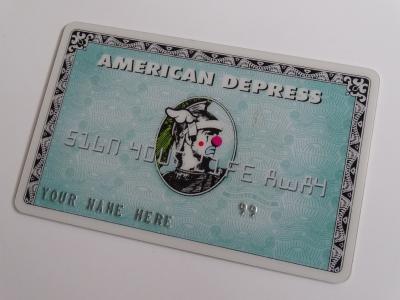 AMERICAN DEPRESS
SIGN YOUR LIFE AWAY
YOUR NAME HERE 99